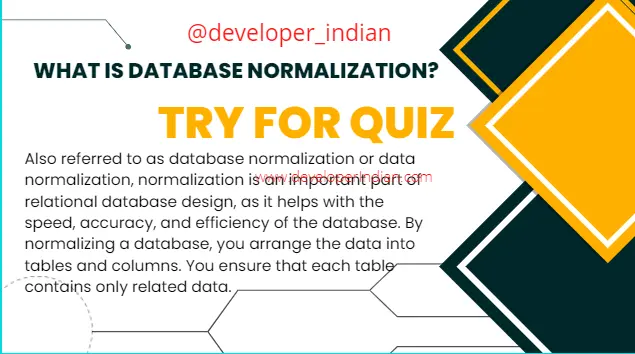 @developer_indian
WHAT IS DATABASE NORMALIZATION?
TRY FOR QUIZ
Also referred to as database normalization or data
normalization, normalization is an important part of
www.developerIndian.com
relational database design, as it helps with the
speed, accuracy, and efficiency of the database. By
normalizing a database, you arrange the data into
tables and columns. You ensure that each table
contains only related data.